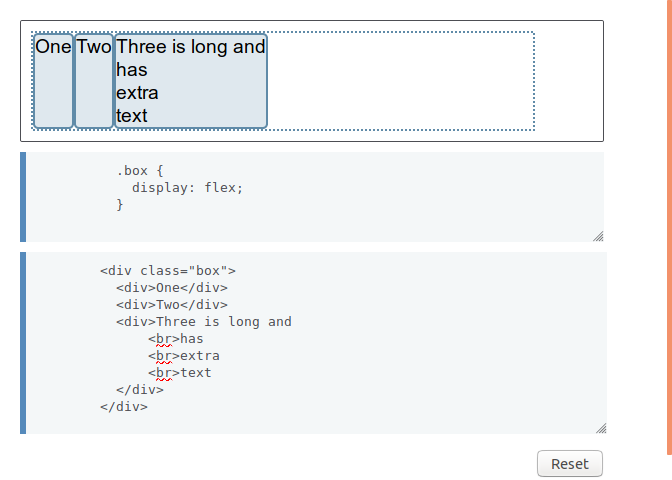 One Two Three is long and
has
extra
text
.box {
  display: flex;
}
<div class="box">
  <div>One</div>
  <div>Two</div>
  <div>Three is long and
      <br>has
      <br>extra
      <br>text
  </div>
</div>
Reset